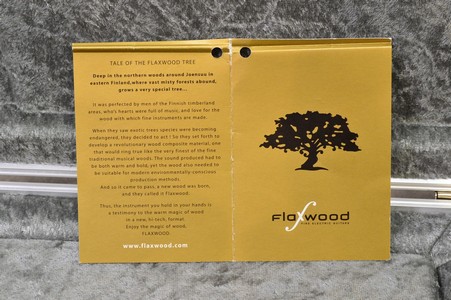 TALE OF THE FLAXWOOD TREE
Deep in the northern woods around Joensuu in
eastern Finland,where vast misty forests abound,
grows a very special tree...
It was perfected by men of the Finnish timberland
areas, who's hearts were full of music; and love for the
wood with which fine instruments are made.
When they saw exotic trees species were becoming
endangered, they decided to act ! So they set forth to
develop a revolutionary wood composite material, one
that would ring true like the very finest of the fine
traditional musical woods. The sound produced had to
be both warm and bold, yet the wood also needed to
be suitable for modern environmentally-conscious
production methods.
And so it came to pass, a new wood was born,
and they called it Flaxwood.
Thus, the instrument you hold in your hands is
a testimony to the warm magic of wood
in a new, hi-tech, format.
Enjoy the magic of wood.
FLAXWOOD.
www.flaxwood.com
flaxwood
FINE ELECTRIC GUITARS